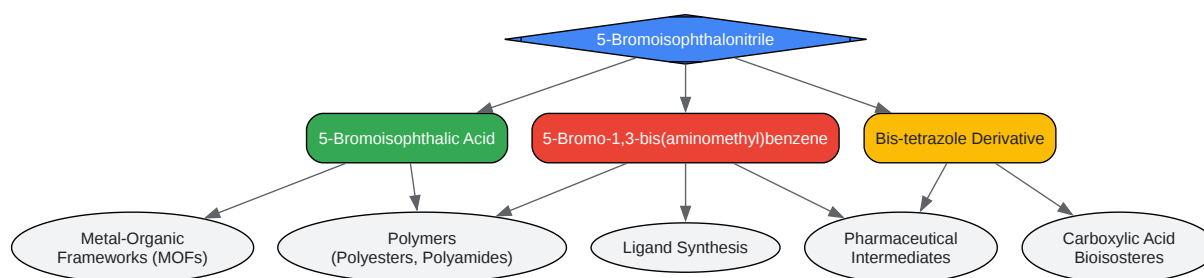 5-Bromoisophthalonitrile
5-Bromoisophthalic Acid
5-Bromo-1,3-bis(aminomethyl)benzene
Bis-tetrazole Derivative
Metal-Organic
Frameworks (MOFs)
Polymers
(Polyesters, Polyamides)
Ligand Synthesis
Pharmaceutical
Intermediates
Carboxylic Acid
Bioisosteres